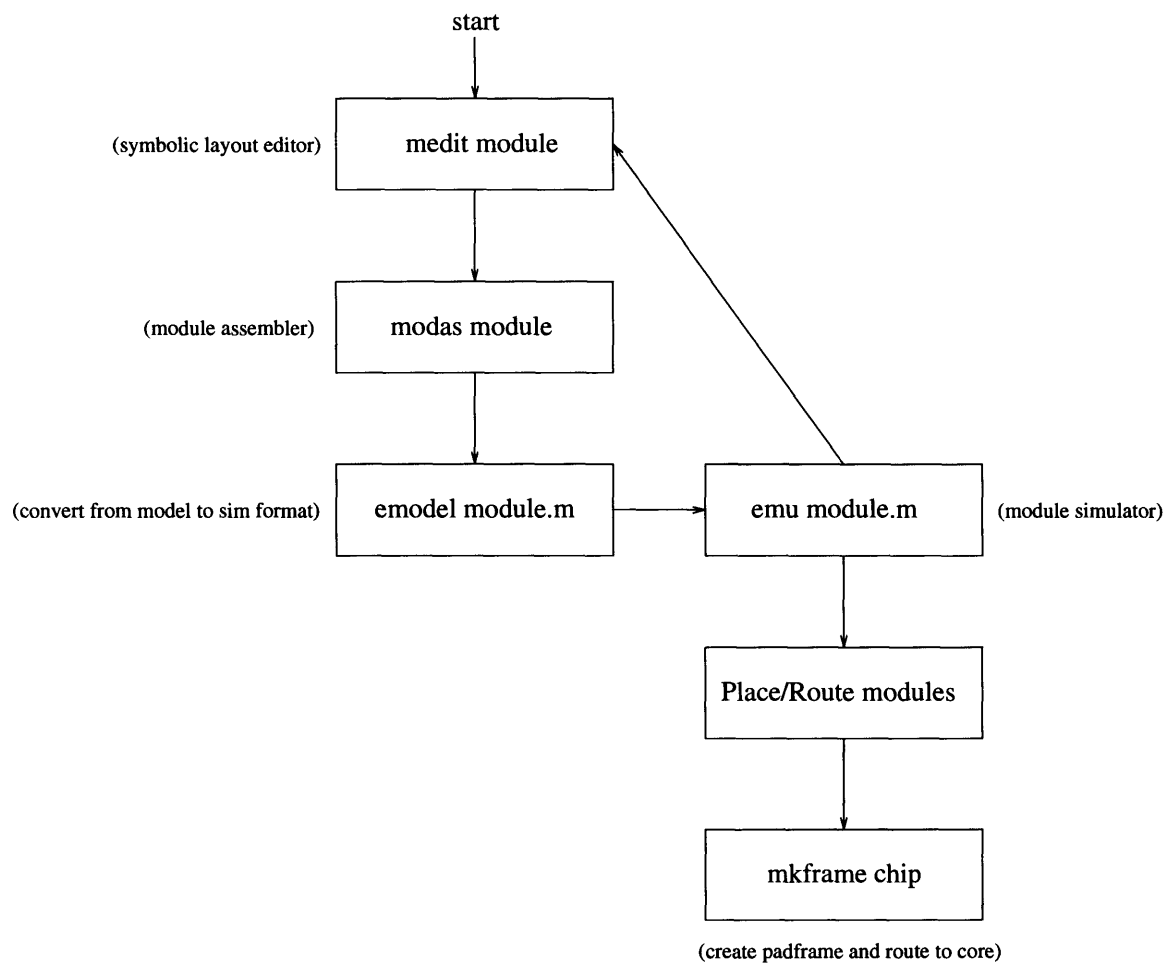 start
(symbolic layout editor)
medit module
(module assembler)
modas module
(convert from model to sim format)
emodel module.m
emu module.m
(module simulator)
Place/Route modules
mkframe chip
(create padframe and route to core)